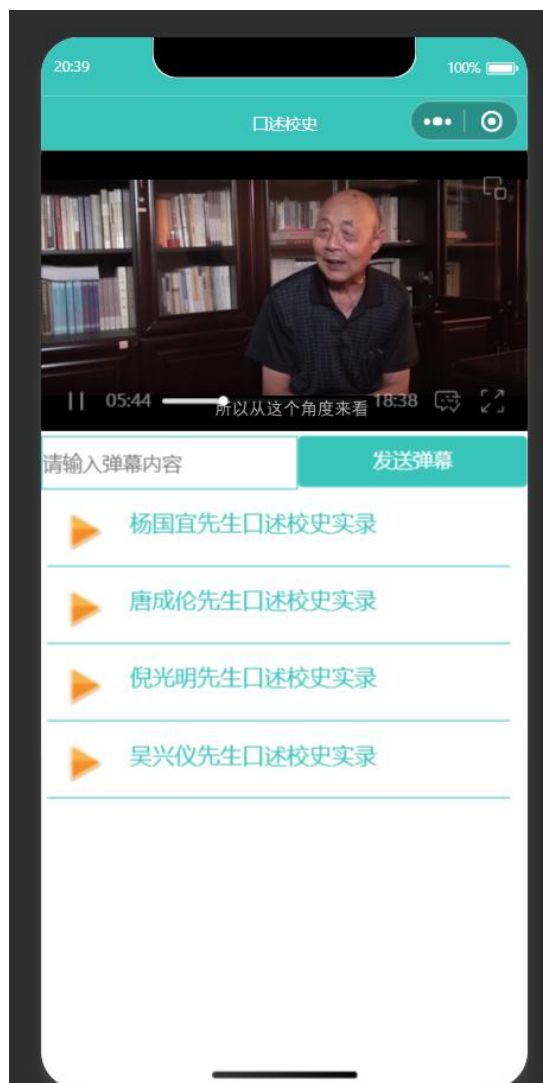 20:39
100%
口述校史
05:44
18:38
所以从这个角度来看
请输入弹幕内容
发送弹幕
杨国宜先生口述校史实录
唐成伦先生口述校史实录
倪光明先生口述校史实录
吴兴仪先生口述校史实录